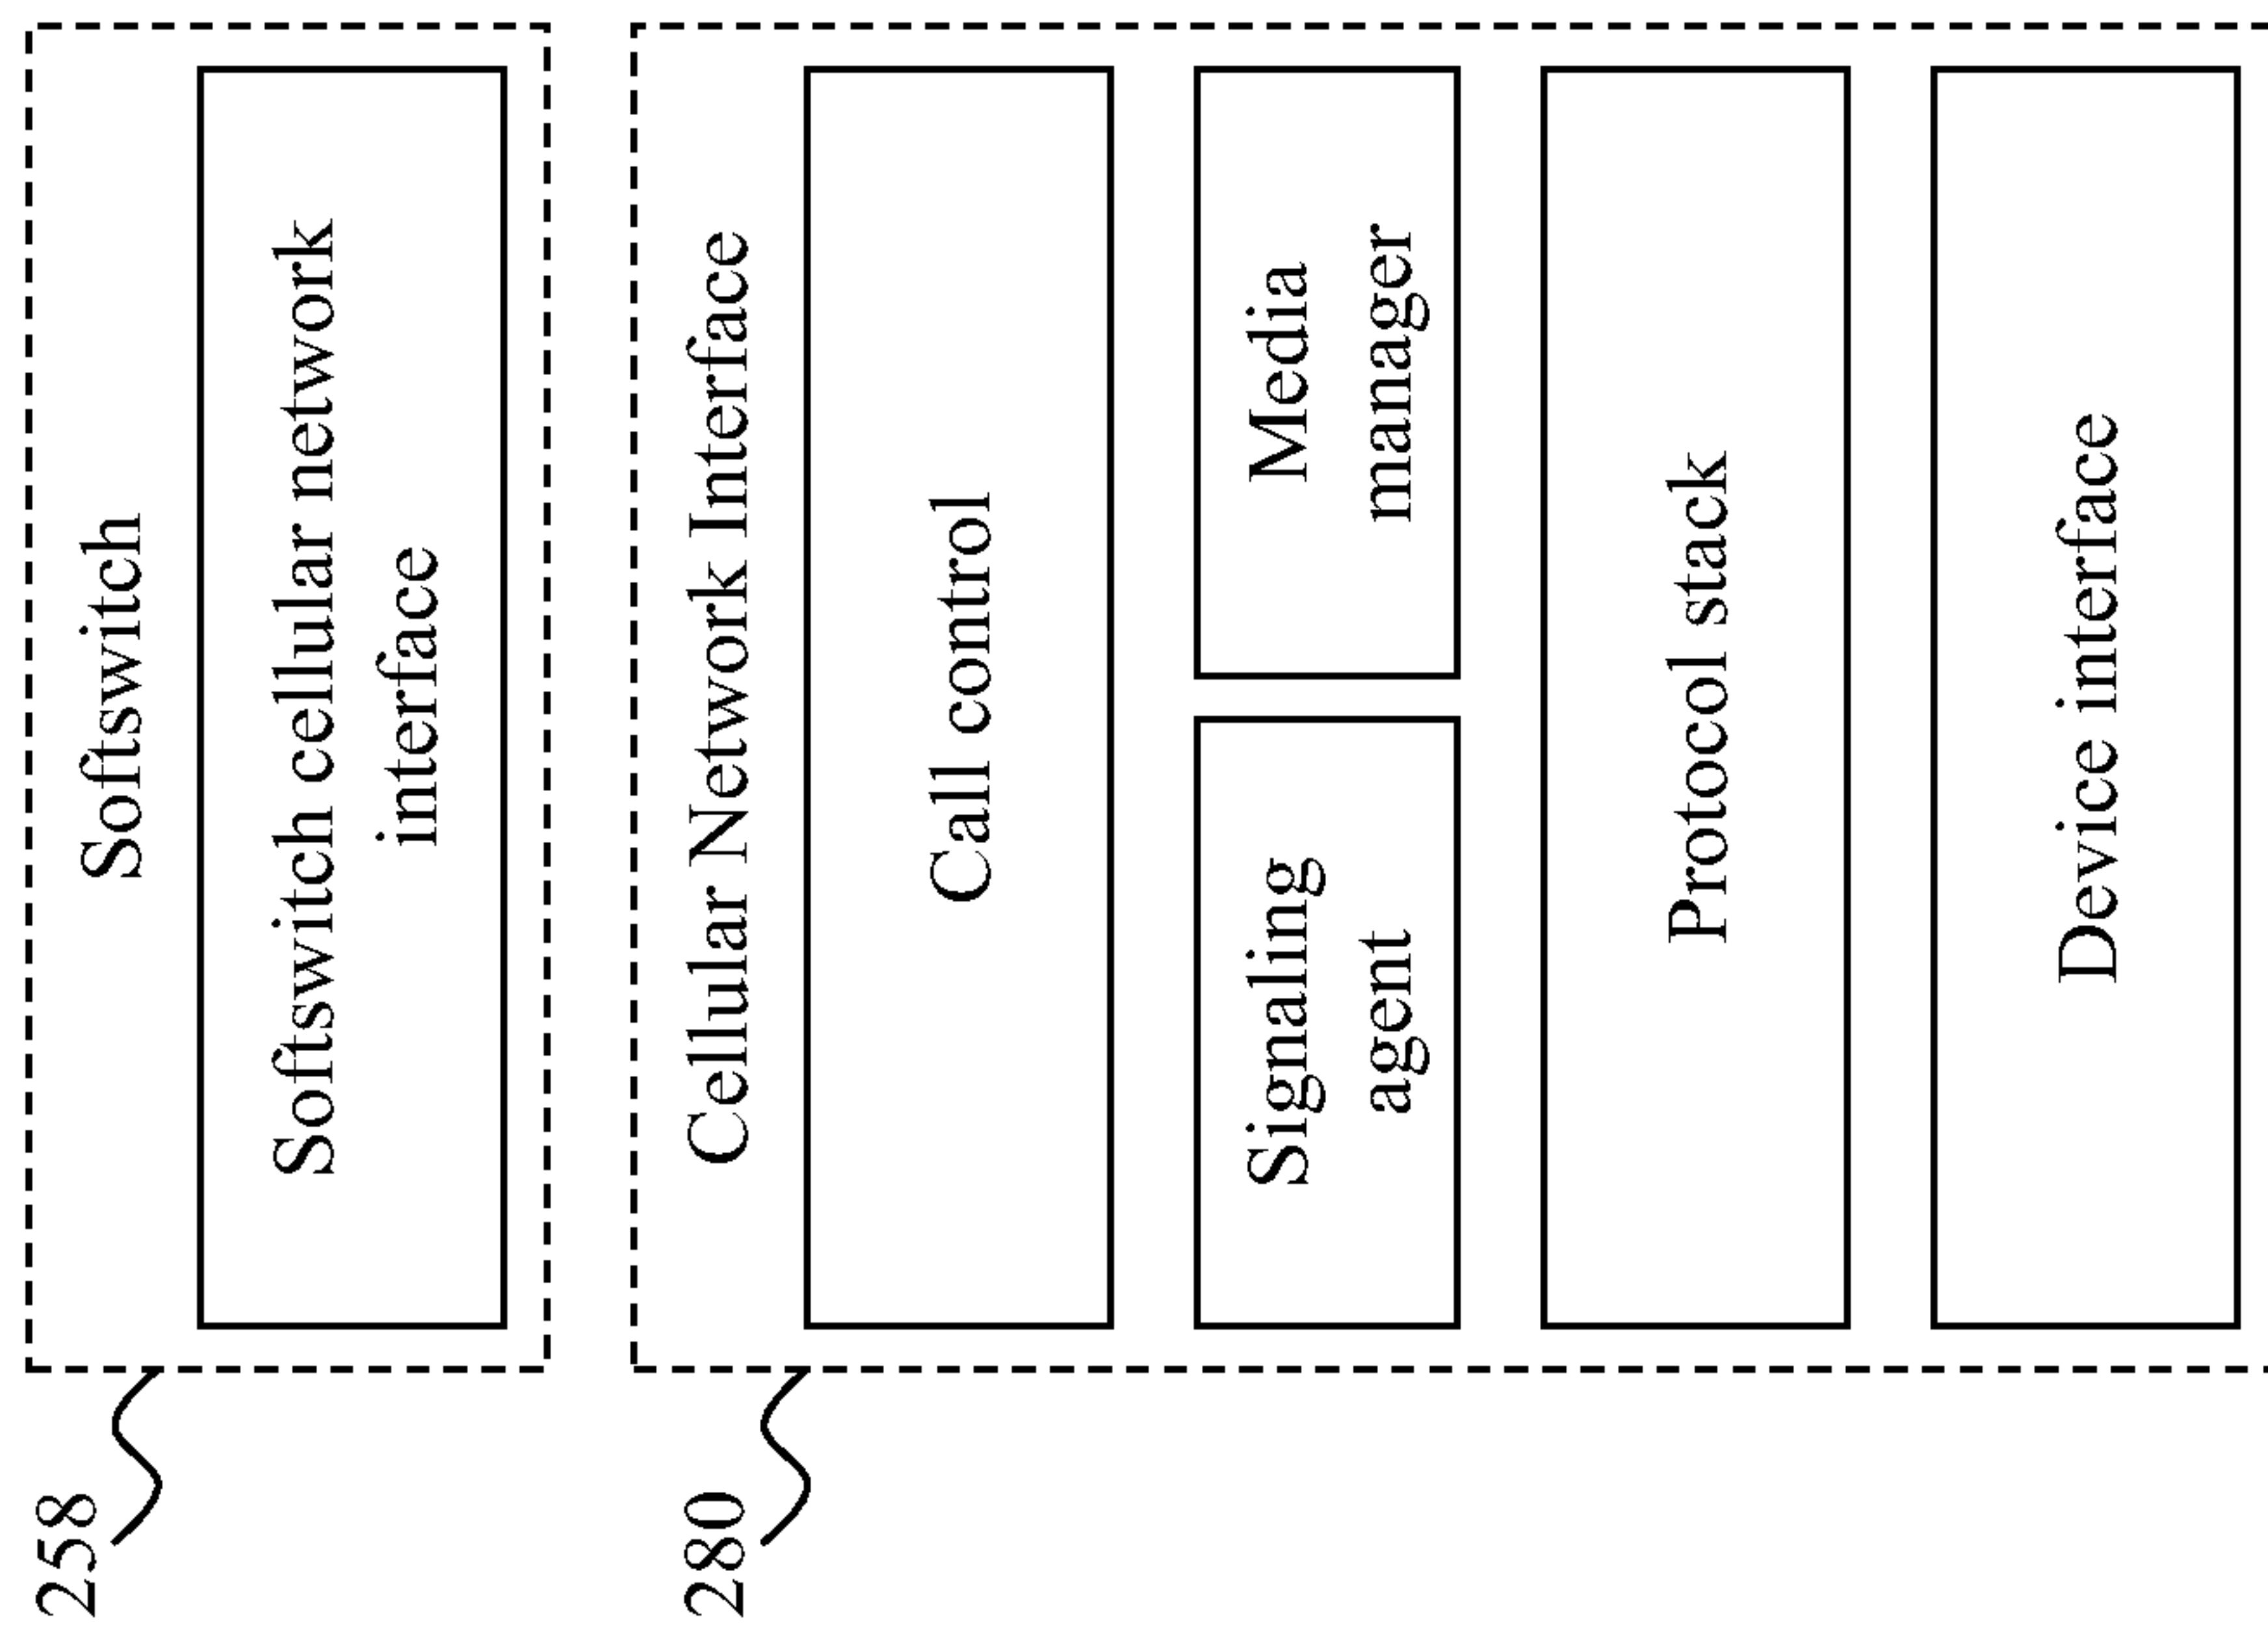 258
Softswitch
Softswitch cellular network
interface
280
Cellular Network Interface
Call control
Signaling
agent
Media
manager
Protocol stack
Device interface